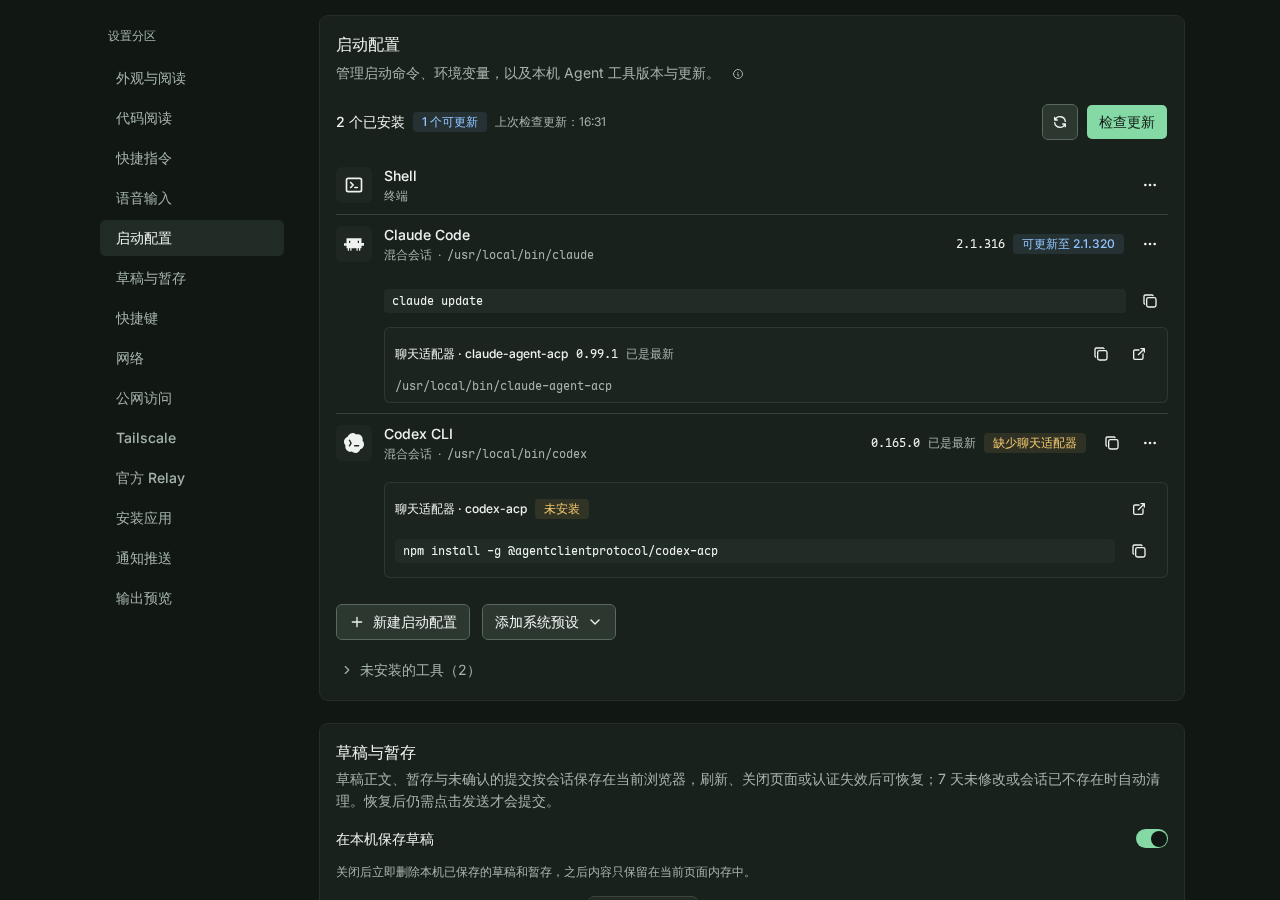 设置分区
外观与阅读
代码阅读
快捷指令
语音输入
启动配置
草稿与暂存
快捷键
网络
公网访问
Tailscale
官方 Relay
安装应用
通知推送
输出预览
启动配置
管理启动命令、环境变量，以及本机 Agent 工具版本与更新。
2 个已安装 1 个可更新 上次检查更新：16:31 检查更新
Shell
终端
Claude Code
混合会话 · /usr/local/bin/claude
2.1.316 可更新至 2.1.320
claude update
聊天适配器 · claude-agent-acp 0.99.1 已是最新
/usr/local/bin/claude-agent-acp
Codex CLI
混合会话 · /usr/local/bin/codex
0.165.0 已是最新 缺少聊天适配器
聊天适配器 · codex-acp 未安装
npm install -g @agentclientprotocol/codex-acp
新建启动配置 添加系统预设
未安装的工具（2）
草稿与暂存
草稿正文、暂存与未确认的提交按会话保存在当前浏览器，刷新、关闭页面或认证失效后可恢复；7 天未修改或会话已不存在时自动清
理。恢复后仍需点击发送才会提交。
在本机保存草稿
关闭后立即删除本机已保存的草稿和暂存，之后内容只保留在当前页面内存中。